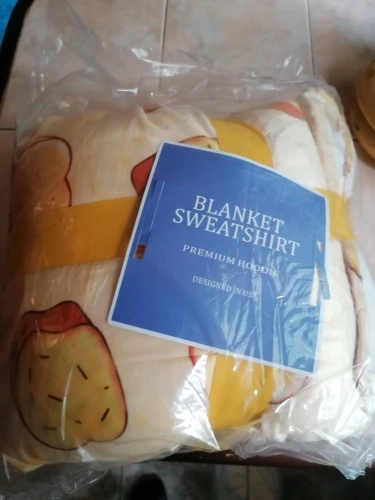 BLANKET
SWEATSHIRT
PREMIUM HOODIE
DESIGNED IN USA